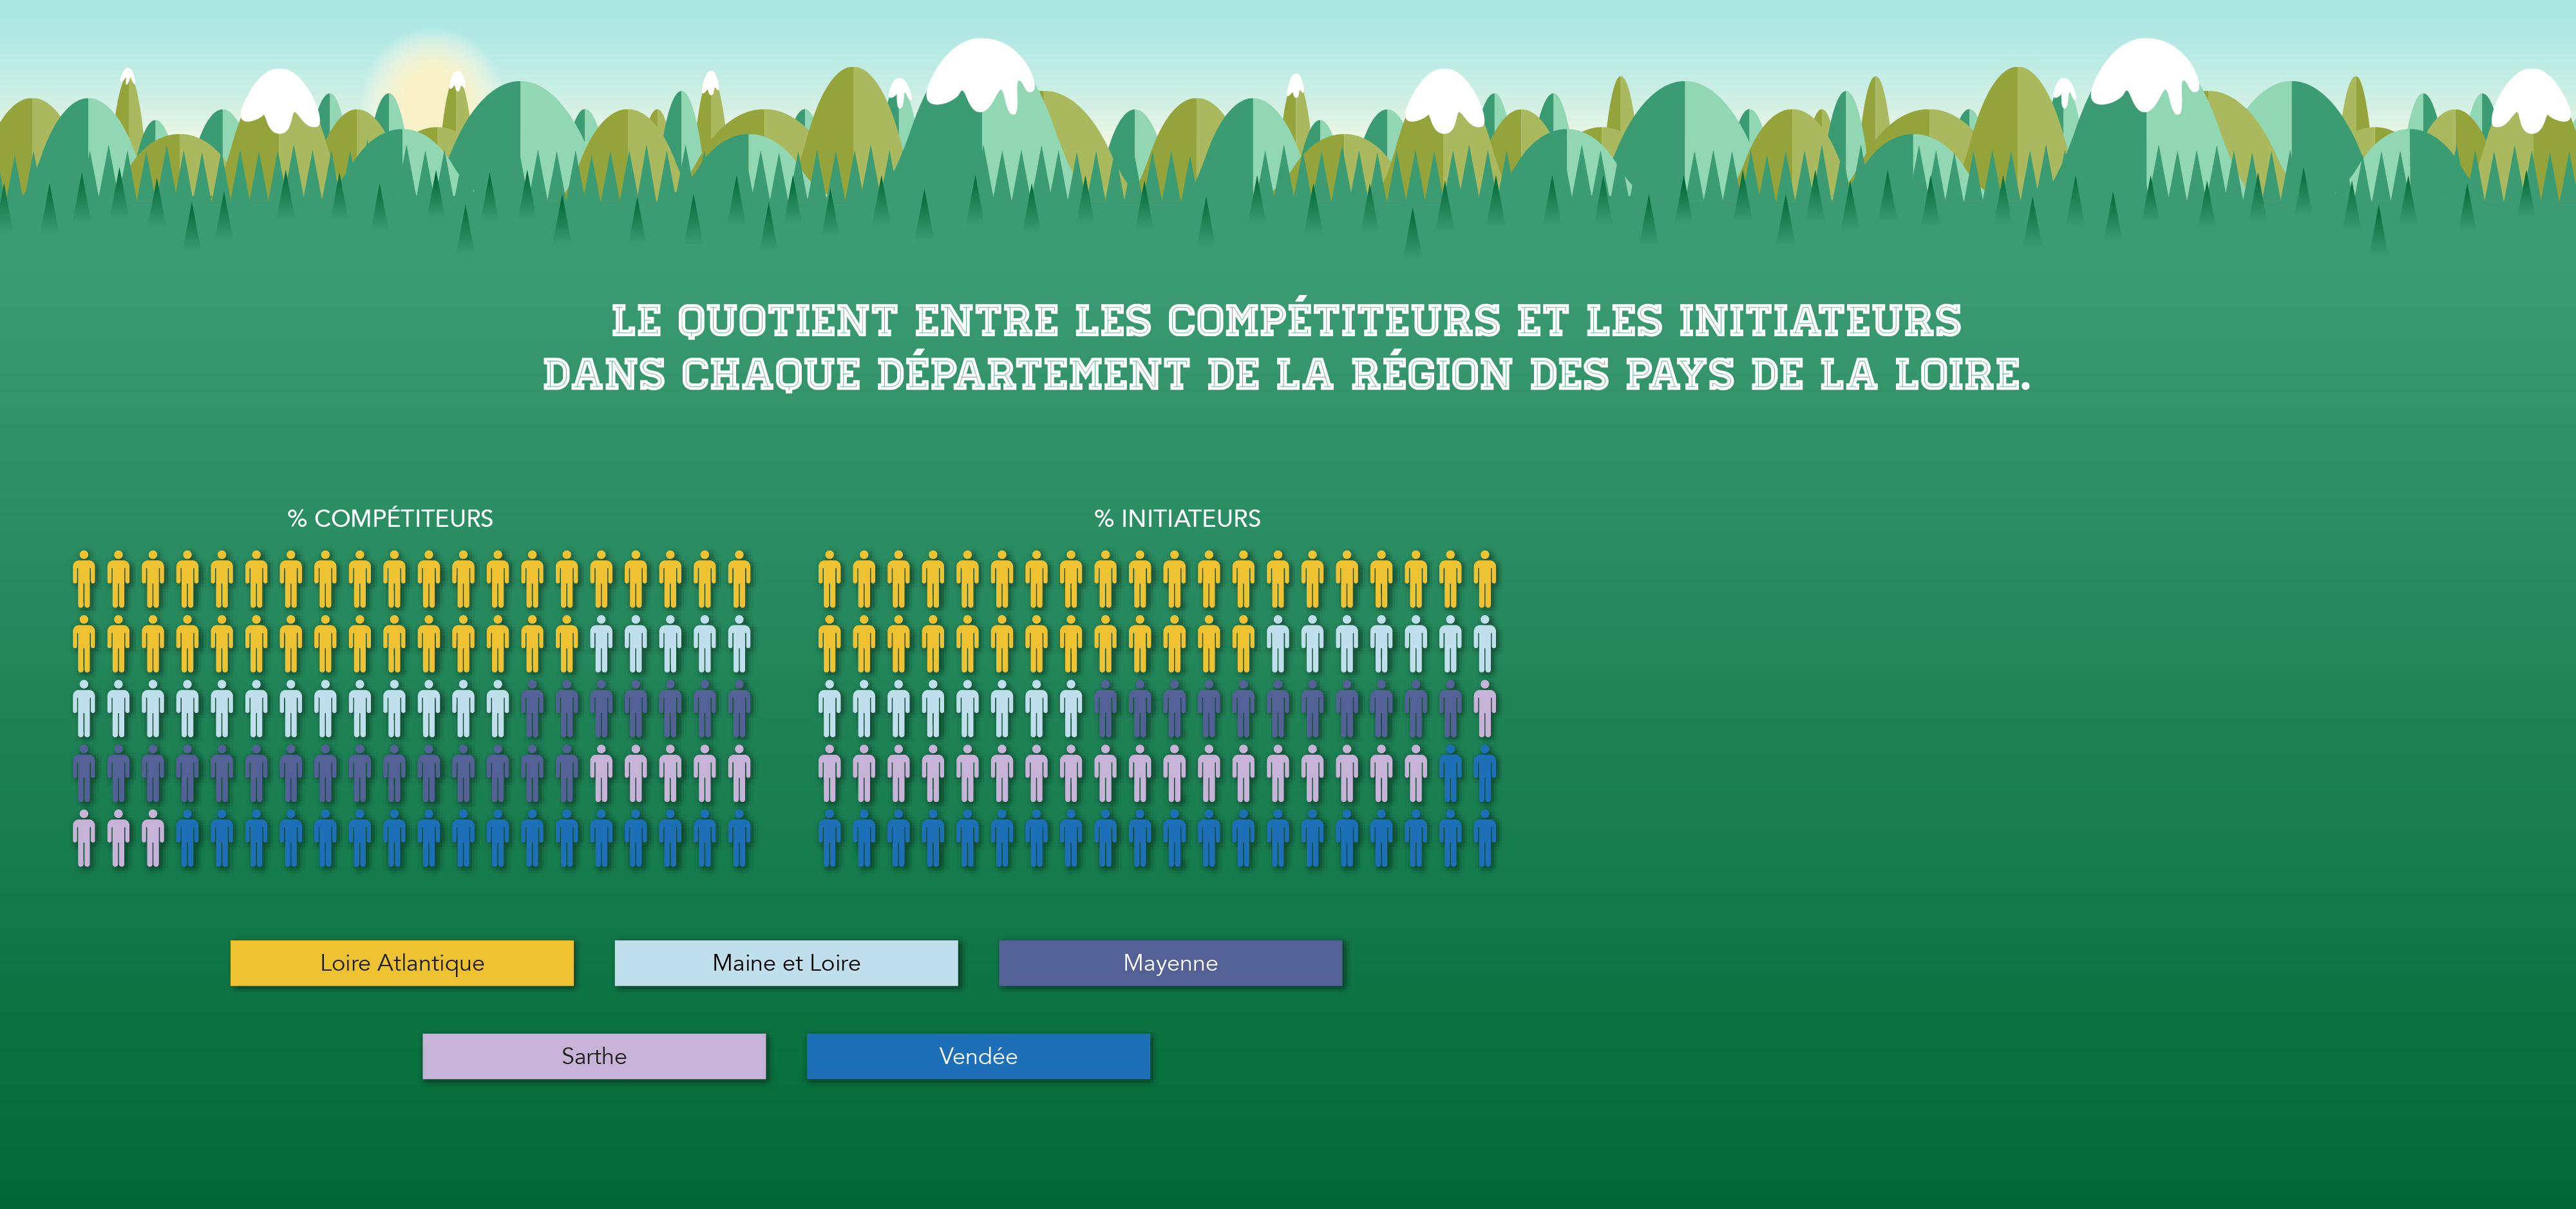 LE QUOTIENT ENTRE LES COMPÉTITEURS ET LES INITIATEURS
DANS CHAQUE DÉPARTEMENT DE LA RÉGION DES PAYS DE LA LOIRE.
% COMPÉTITEURS
% INITIATEURS
Loire Atlantique
Maine et Loire
Mayenne
Sarthe
Vendée